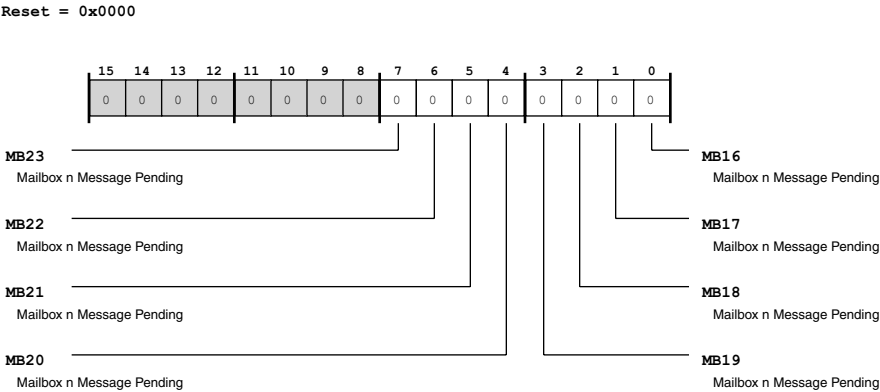 Reset = 0x0000
15 14 13 12 11 10 9 8 7 6 5 4 3 2 1 0
0 0 0 0 0 0 0 0 0 0 0 0 0 0 0 0
MB23 MB16
Mailbox n Message Pending Mailbox n Message Pending
MB22 MB17
Mailbox n Message Pending Mailbox n Message Pending
MB21 MB18
Mailbox n Message Pending Mailbox n Message Pending
MB20 MB19
Mailbox n Message Pending Mailbox n Message Pending